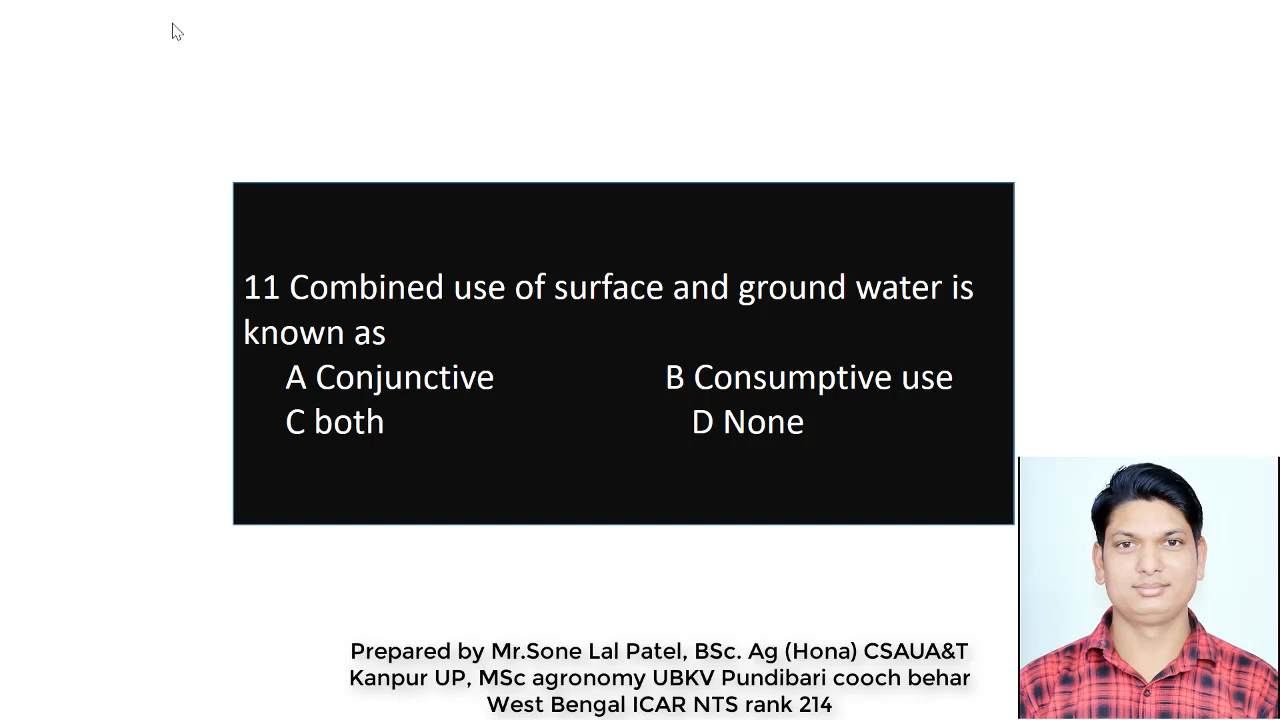 11 Combined use of surface and ground water is
known as
A Conjunctive B Consumptive use
C both D None
Prepared by Mr.Sone Lal Patel, BSc. Ag (Hona) CSAUA&T
Kanpur UP, MSc agronomy UBKV Pundibari cooch behar
West Bengal ICAR NTS rank 214